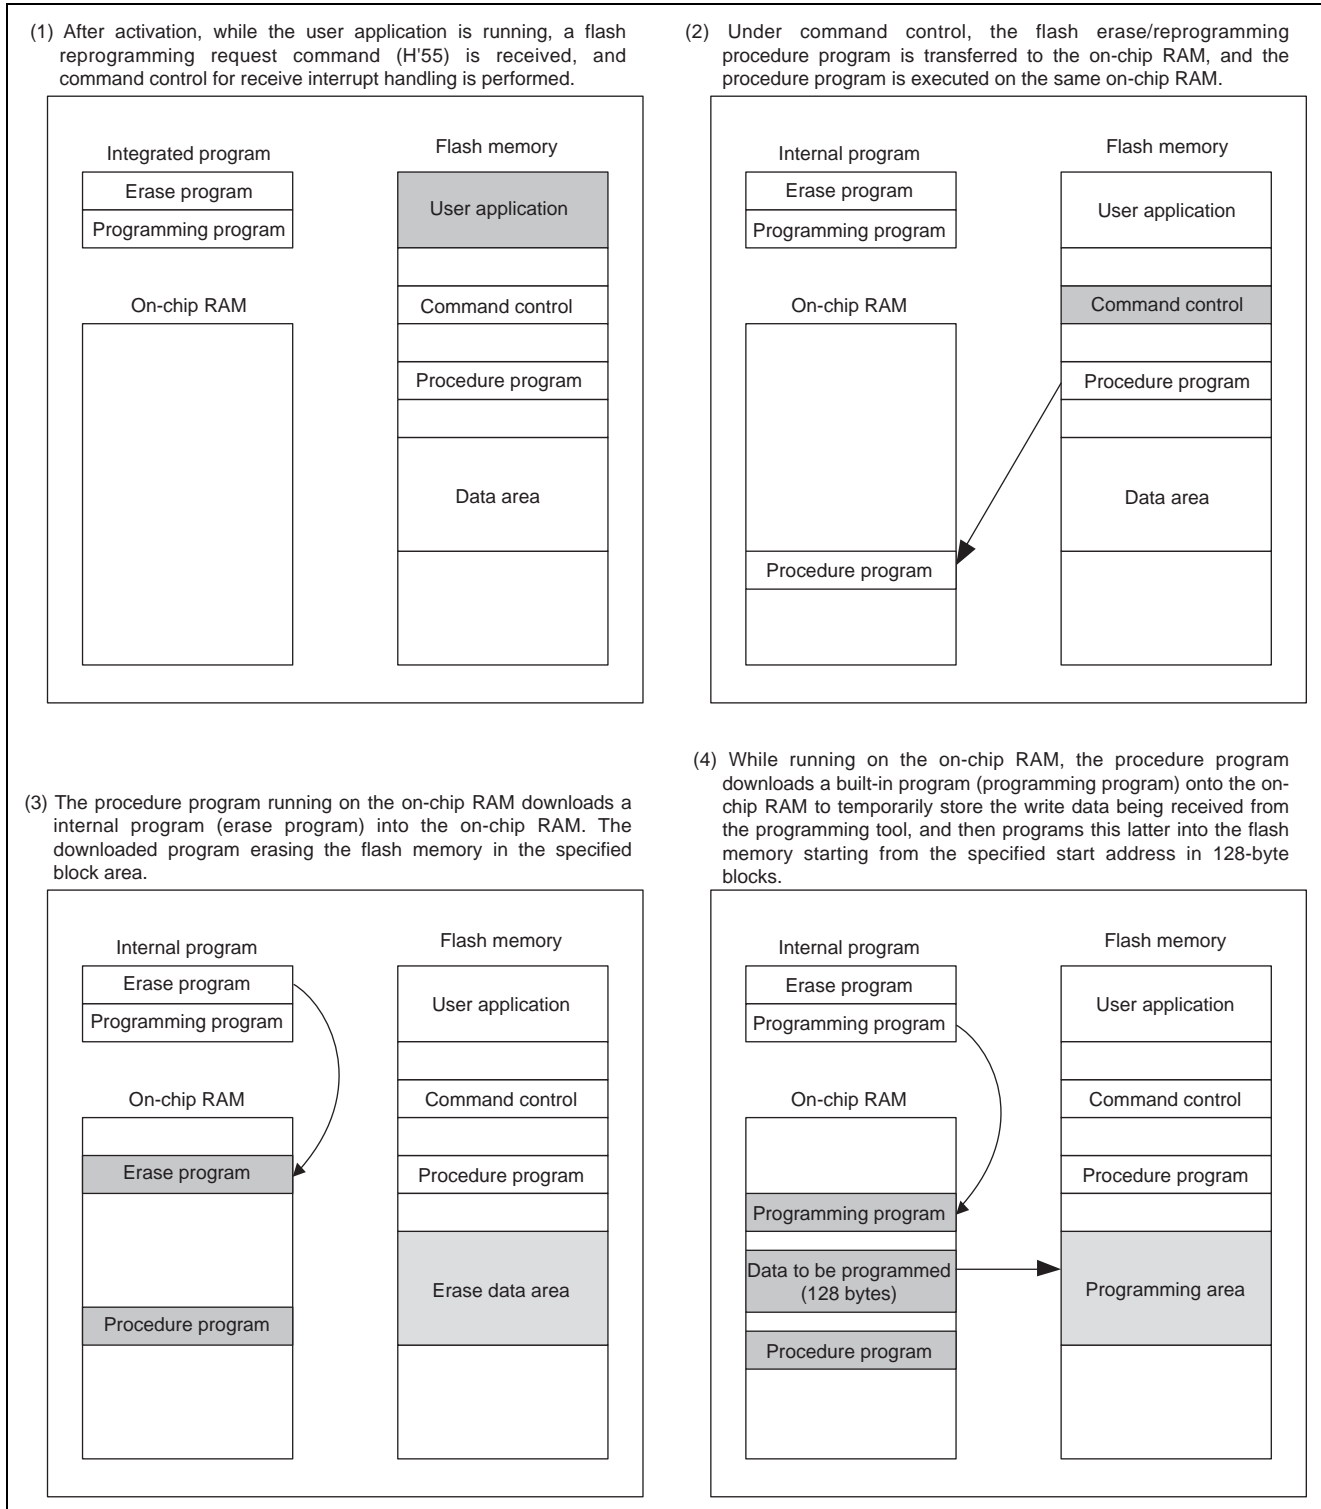 (1) After activation, while the user application is running, a flash
reprogramming request command (H'55) is received, and
command control for receive interrupt handling is performed.
Integrated program
Erase program
Programming program
On-chip RAM
Flash memory
User application
Command control
Procedure program
Data area
(2) Under command control, the flash erase/reprogramming
procedure program is transferred to the on-chip RAM, and the
procedure program is executed on the same on-chip RAM.
Internal program
Erase program
Programming program
On-chip RAM
Procedure program
Flash memory
User application
Command control
Procedure program
Data area
(3) The procedure program running on the on-chip RAM downloads a
internal program (erase program) into the on-chip RAM. The
downloaded program erasing the flash memory in the specified
block area.
Internal program
Erase program
Programming program
On-chip RAM
Erase program
Procedure program
Flash memory
User application
Command control
Procedure program
Erase data area
(4) While running on the on-chip RAM, the procedure program
downloads a built-in program (programming program) onto the on-
chip RAM to temporarily store the write data being received from
the programming tool, and then programs this latter into the flash
memory starting from the specified start address in 128-byte
blocks.
Internal program
Erase program
Programming program
On-chip RAM
Programming program
Data to be programmed
(128 bytes)
Procedure program
Flash memory
User application
Command control
Procedure program
Programming area